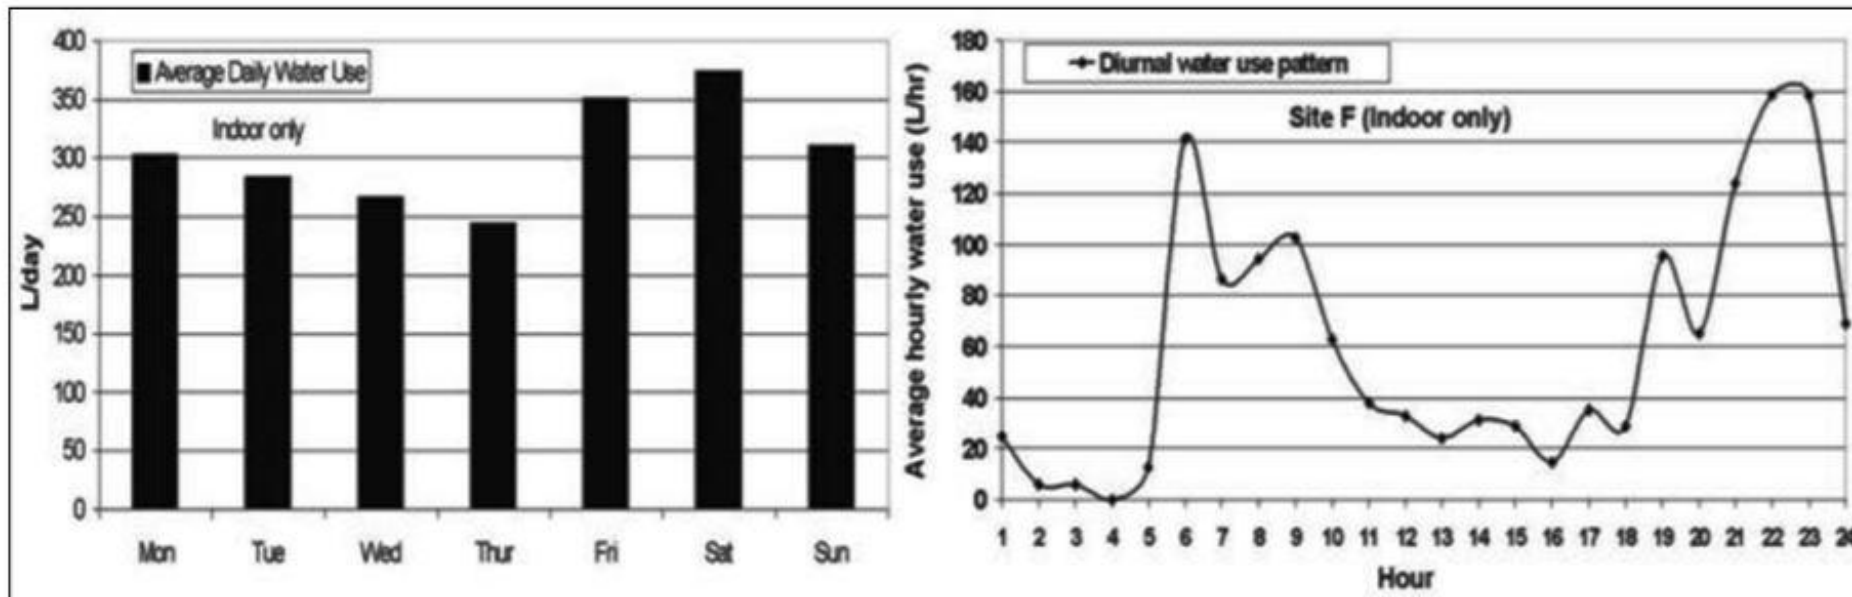 400
350
300
250
200
150
100
50
0
L/day
Average Daily Water Use
Indoor only
Mon Tue Wed Thur Fri Sat Sun
180
160
140
120
100
80
60
40
20
0
Average hourly water use (L/hr)
Diurnal water use pattern
Site F (Indoor only)
1 2 3 4 5 6 7 8 9 10 11 12 13 14 15 16 17 18 19 20 21 22 23
Hour